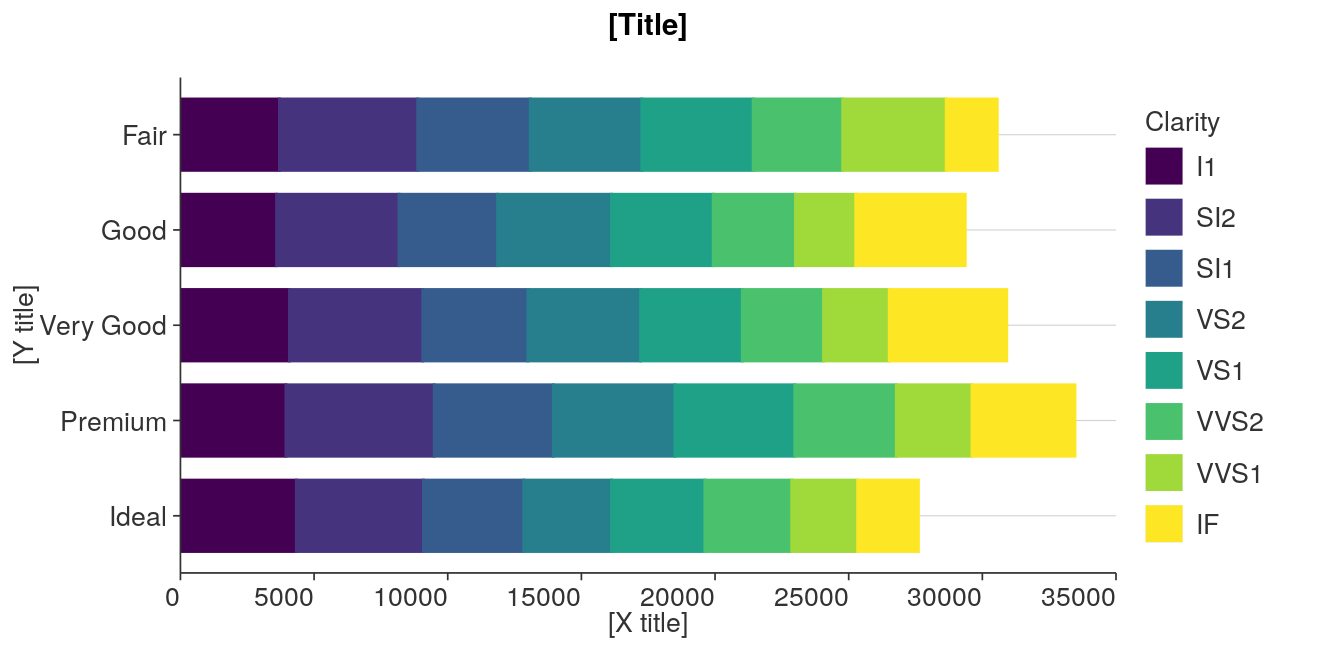 [Title]
Fair
Good
Very Good
Premium
Ideal
[Y title]
0 5000 10000 15000 20000 25000 30000 35000
[X title]
Clarity
I1
SI2
SI1
VS2
VS1
VVS2
VVS1
IF